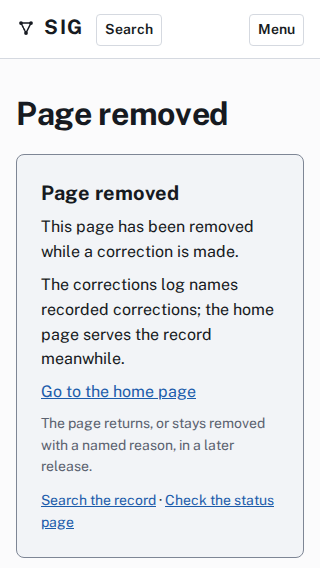 SIG Search Menu
Page removed
Page removed
This page has been removed
while a correction is made.
The corrections log names
recorded corrections; the home
page serves the record
meanwhile.
Go to the home page
The page returns, or stays removed
with a named reason, in a later
release.
Search the record · Check the status
page